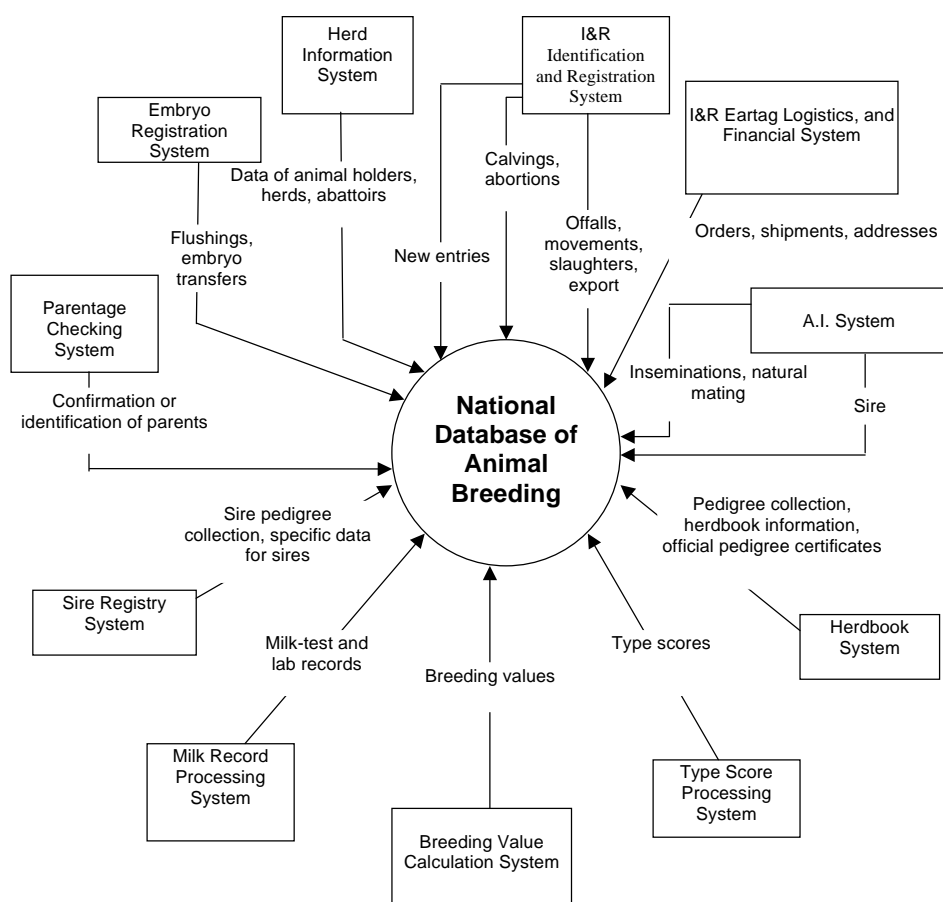 Herd
Information
System
I&R
Identification
and Registration
System
I&R Eartag Logistics, and
Financial System
Embryo
Registration
System
Data of animal holders,
herds, abattoirs
Calvings,
abortions
Offalls,
movements,
slaughters,
export
Orders, shipments, addresses
Flushings,
embryo
transfers
New entries
Parentage
Checking
System
A.I. System
Confirmation or
identification of parents
Inseminations, natural
mating
Sire
National
Database of
Animal
Breeding
Sire pedigree
collection, specific data
for sires
Pedigree collection,
herdbook information,
official pedigree certificates
Sire Registry
System
Herdbook
System
Milk-test and
lab records
Breeding values
Type scores
Milk Record
Processing
System
Type Score
Processing
System
Breeding Value
Calculation System